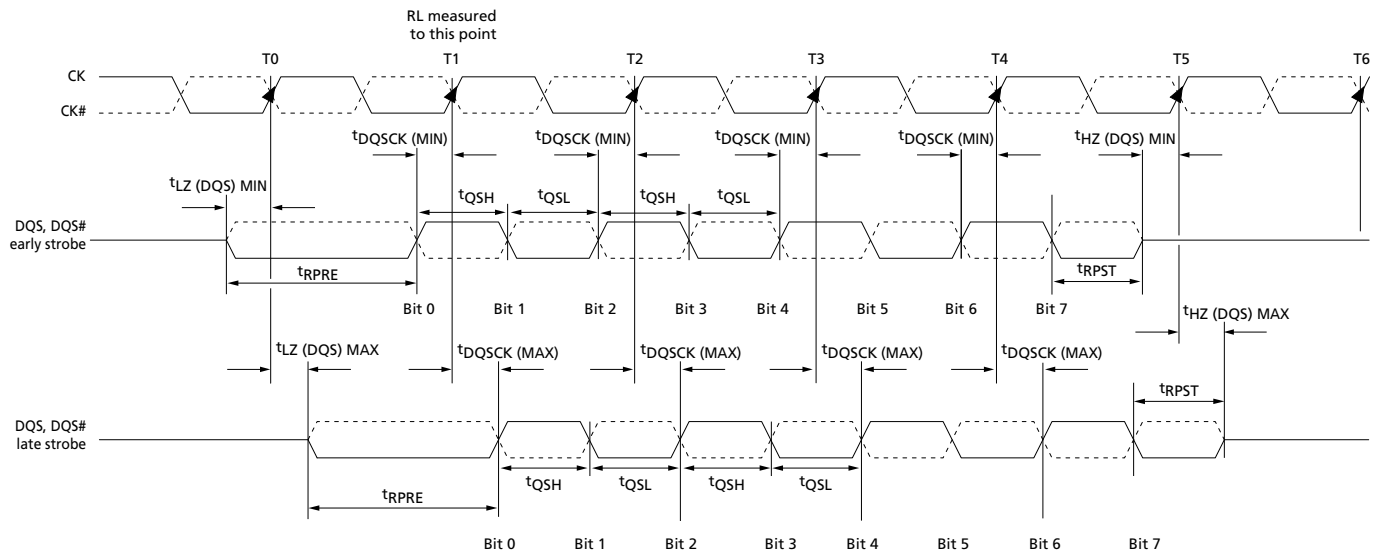 RL measured
to this point
T0 T1 T2 T3 T4 T5 T6
CK
CK#
tDQSCK (MIN) tDQSCK (MIN) tDQSCK (MIN) tDQSCK (MIN) tHZ (DQS) MIN
tLZ (DQS) MIN
tQSH tQSL tQSH tQSL
DQS, DQS#
early strobe
tRPRE tRPST
Bit 0 Bit 1 Bit 2 Bit 3 Bit 4 Bit 5 Bit 6 Bit 7
tHZ (DQS) MAX
tLZ (DQS) MAX tDQSCK (MAX) tDQSCK (MAX) tDQSCK (MAX) tDQSCK (MAX)
tRPST
DQS, DQS#
late strobe
tQSH tQSL tQSH tQSL
tRPRE
Bit 0 Bit 1 Bit 2 Bit 3 Bit 4 Bit 5 Bit 6 Bit 7